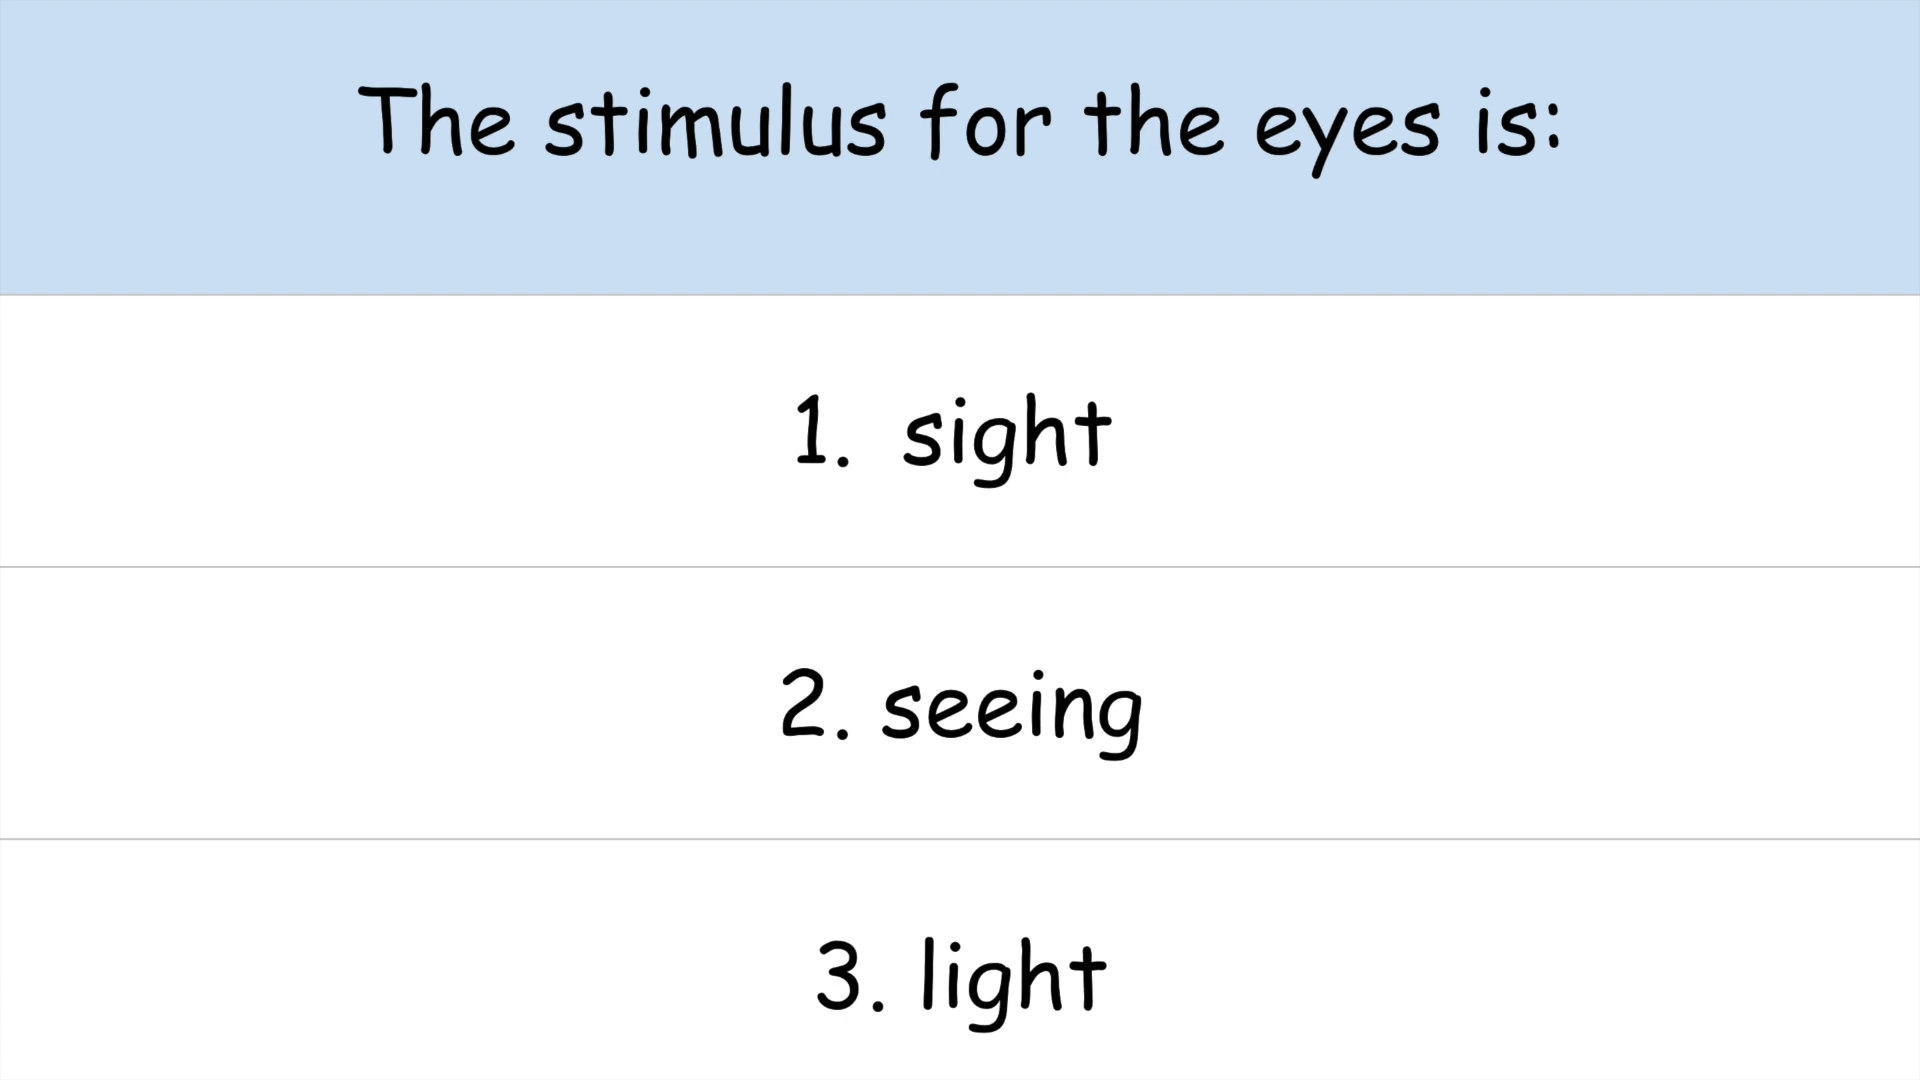 The stimulus for the eyes is:
1. sight
2. seeing
3. light